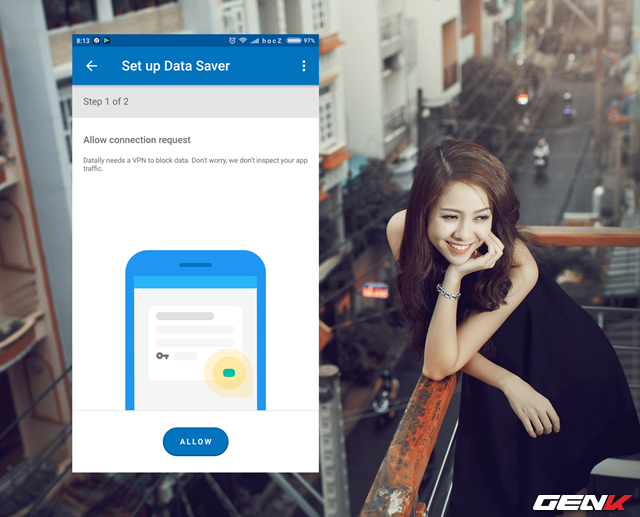 8:13 hocZ 97%
Set up Data Saver
Step 1 of 2
Allow connection request
Datally needs a VPN to block data. Don't worry, we don't inspect your app
traffic.
ALLOW
GENK